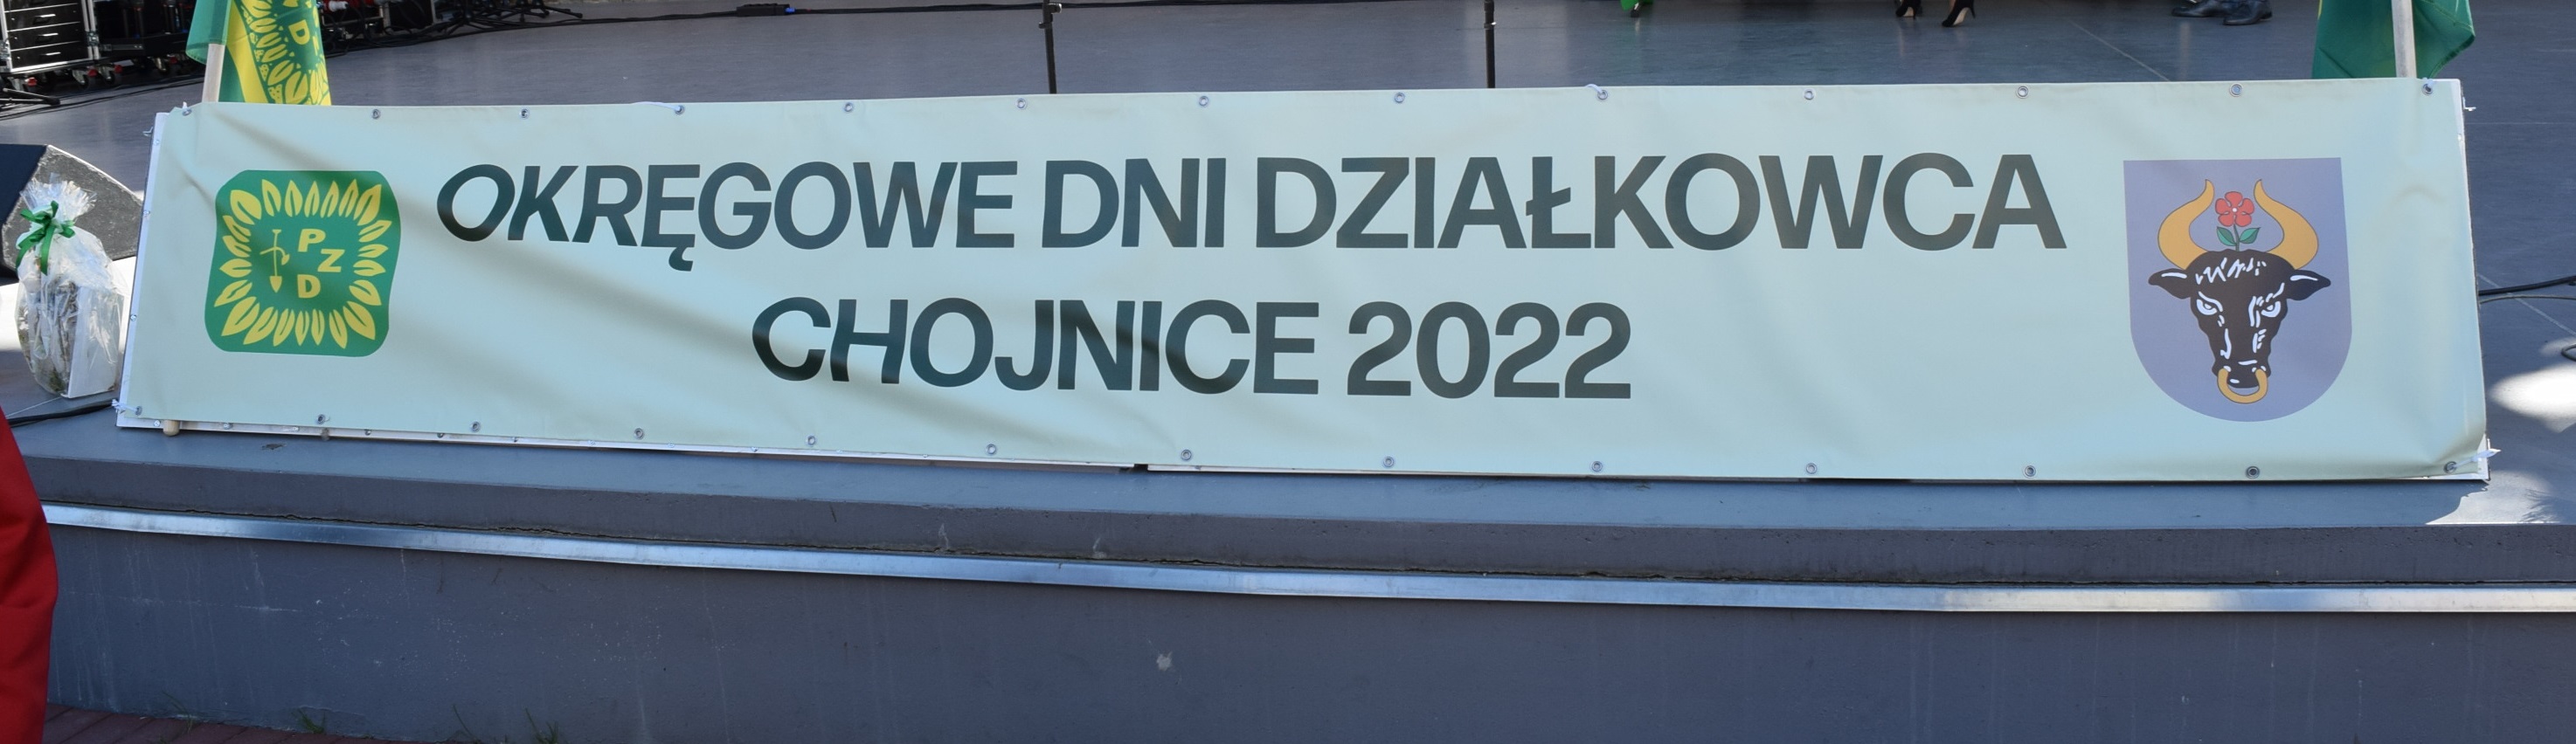 OKRĘGOWE DNI DZIAŁKOWCA
CHOJNICE 2022
P
Z
D